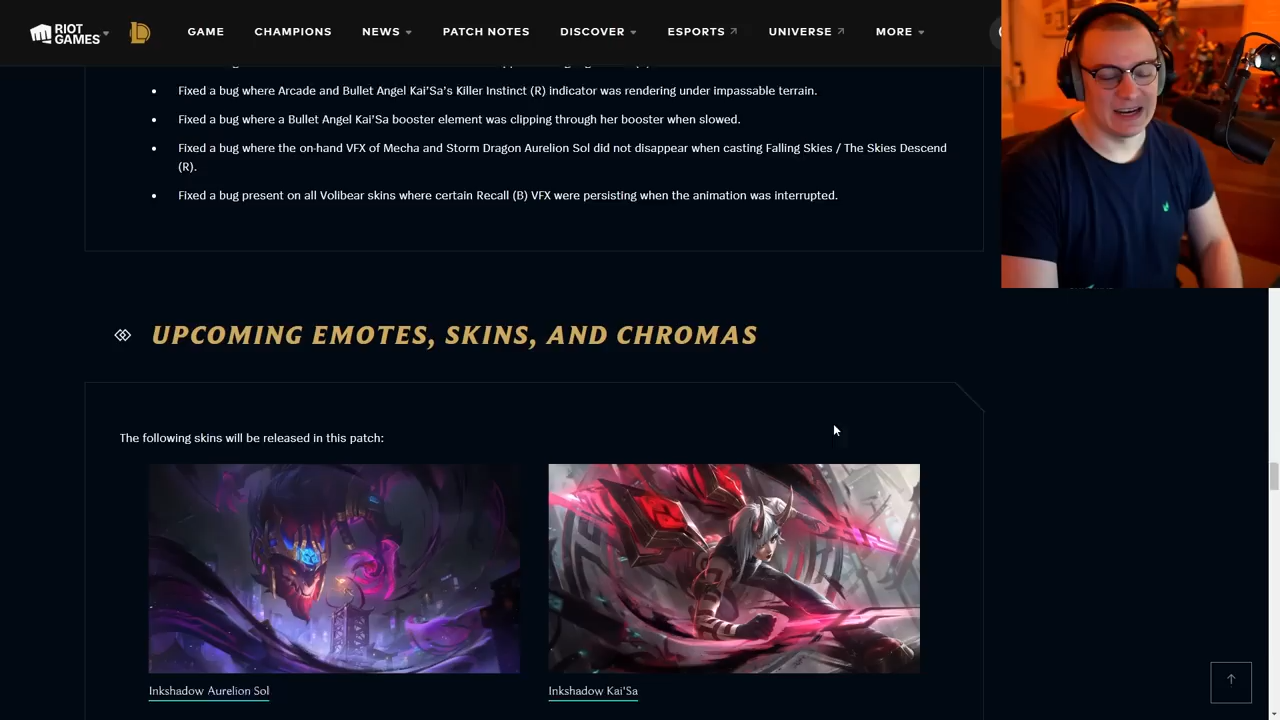 RIOT
GAMES
GAME
CHAMPIONS
NEWS
PATCH NOTES
DISCOVER
ESPORTS
UNIVERSE
MORE
Fixed a bug where Arcade and Bullet Angel Kai'Sa's Killer Instinct (R) indicator was rendering under impassable terrain.
Fixed a bug where a Bullet Angel Kai'Sa booster element was clipping through her booster when slowed.
Fixed a bug where the on-hand VFX of Mecha and Storm Dragon Aurelion Sol did not disappear when casting Falling Skies / The Skies Descend
(R).
Fixed a bug present on all Volibear skins where certain Recall (B) VFX were persisting when the animation was interrupted.
UPCOMING EMOTES, SKINS, AND CHROMAS
The following skins will be released in this patch:
Inkshadow Aurelion Sol
Inkshadow Kai'Sa